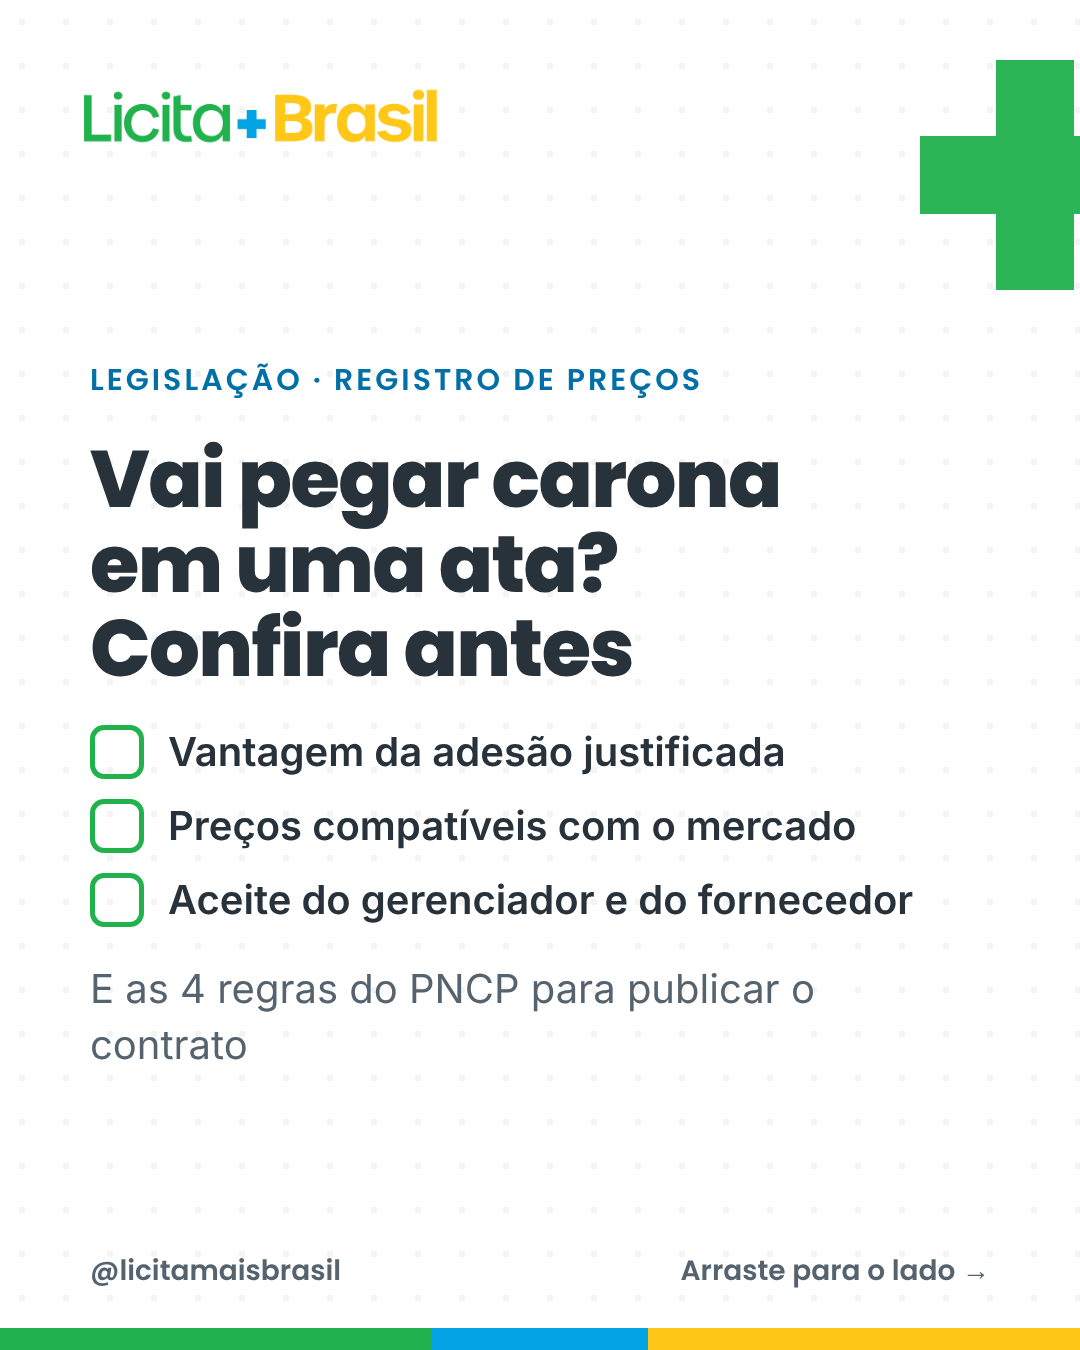 Licita+Brasil
LEGISLAÇÃO · REGISTRO DE PREÇOS
Vai pegar carona
em uma ata?
Confira antes
Vantagem da adesão justificada
Preços compatíveis com o mercado
Aceite do gerenciador e do fornecedor
E as 4 regras do PNCP para publicar o
contrato
@licitamaisbrasil
Arraste para o lado →